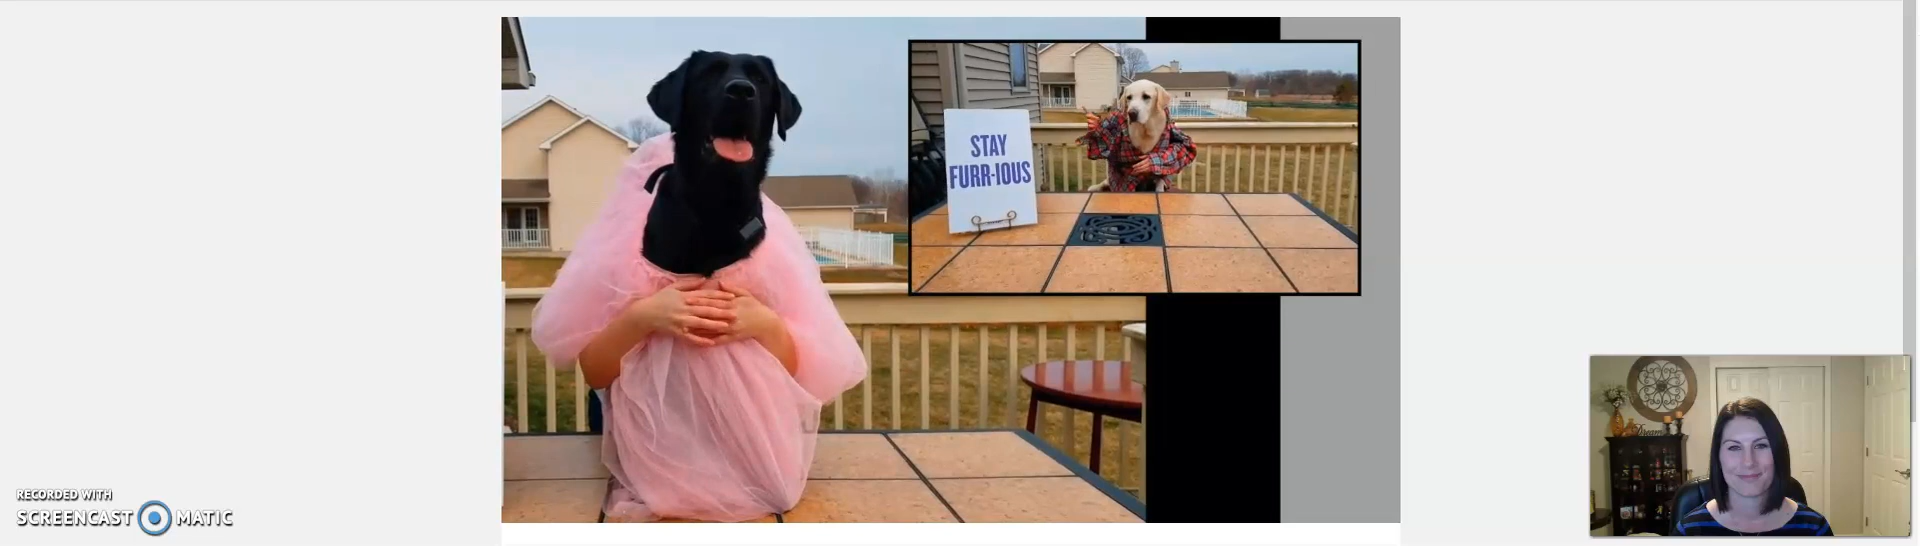 STAY
FURR-IOUS
RECORDED WITH
SCREENCAST MATIC